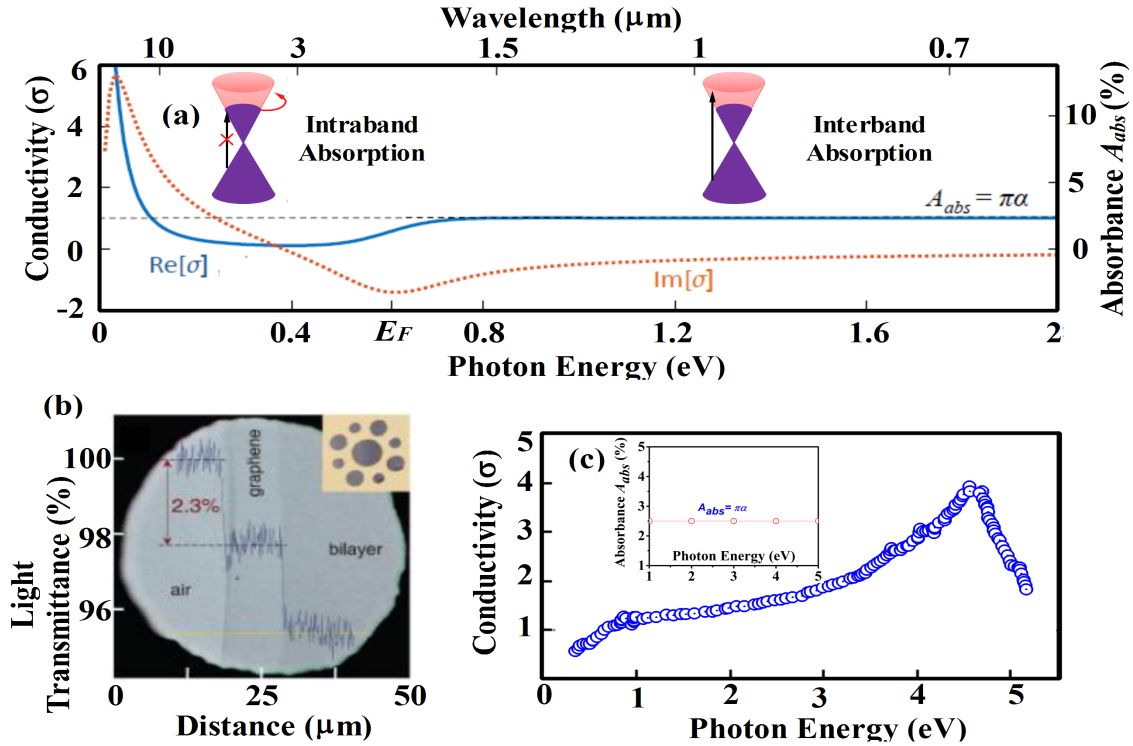 Wavelength (μm)
10 3 1.5 1 0.7
6
4
2
0
-2
Conductivity (σ)
(a)
Intraband
Absorption
Interband
Absorption
A_abs = πα
Re[σ]
Im[σ]
10
5
0
Absorbance A_abs (%)
0 0.4 E_F 0.8 1.2 1.6 2
Photon Energy (eV)
(b)
Light
Transmittance (%)
100
98
96
2.3%
graphene
air
bilayer
0 25 50
Distance (μm)
(c)
Conductivity (σ)
5
4
3
2
1
Absorbance A_abs (%)
5
4
3
2
1
A_abs = πα
Photon Energy (eV)
1 2 3 4 5
0 1 2 3 4 5
Photon Energy (eV)